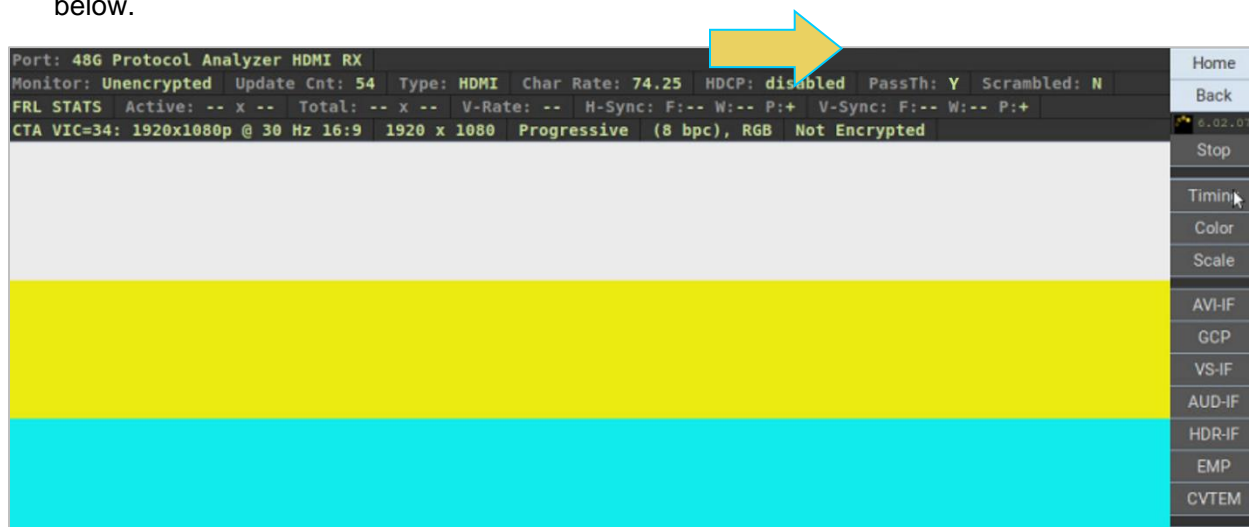 below.
Port: 48G Protocol Analyzer HDMI RX
Monitor: Unencrypted Update Cnt: 54 Type: HDMI Char Rate: 74.25 HDCP: disabled PassTh: Y Scrambled: N
FRL STATS Active: -- x -- Total: -- x -- V-Rate: -- H-Sync: F:-- W:-- P:+ V-Sync: F:-- W:-- P:+
CTA VIC=34: 1920x1080p @ 30 Hz 16:9 1920 x 1080 Progressive (8 bpc), RGB Not Encrypted
Home
Back
6.02.07
Stop
Timing
Color
Scale
AVI-IF
GCP
VS-IF
AUD-IF
HDR-IF
EMP
CVTEM